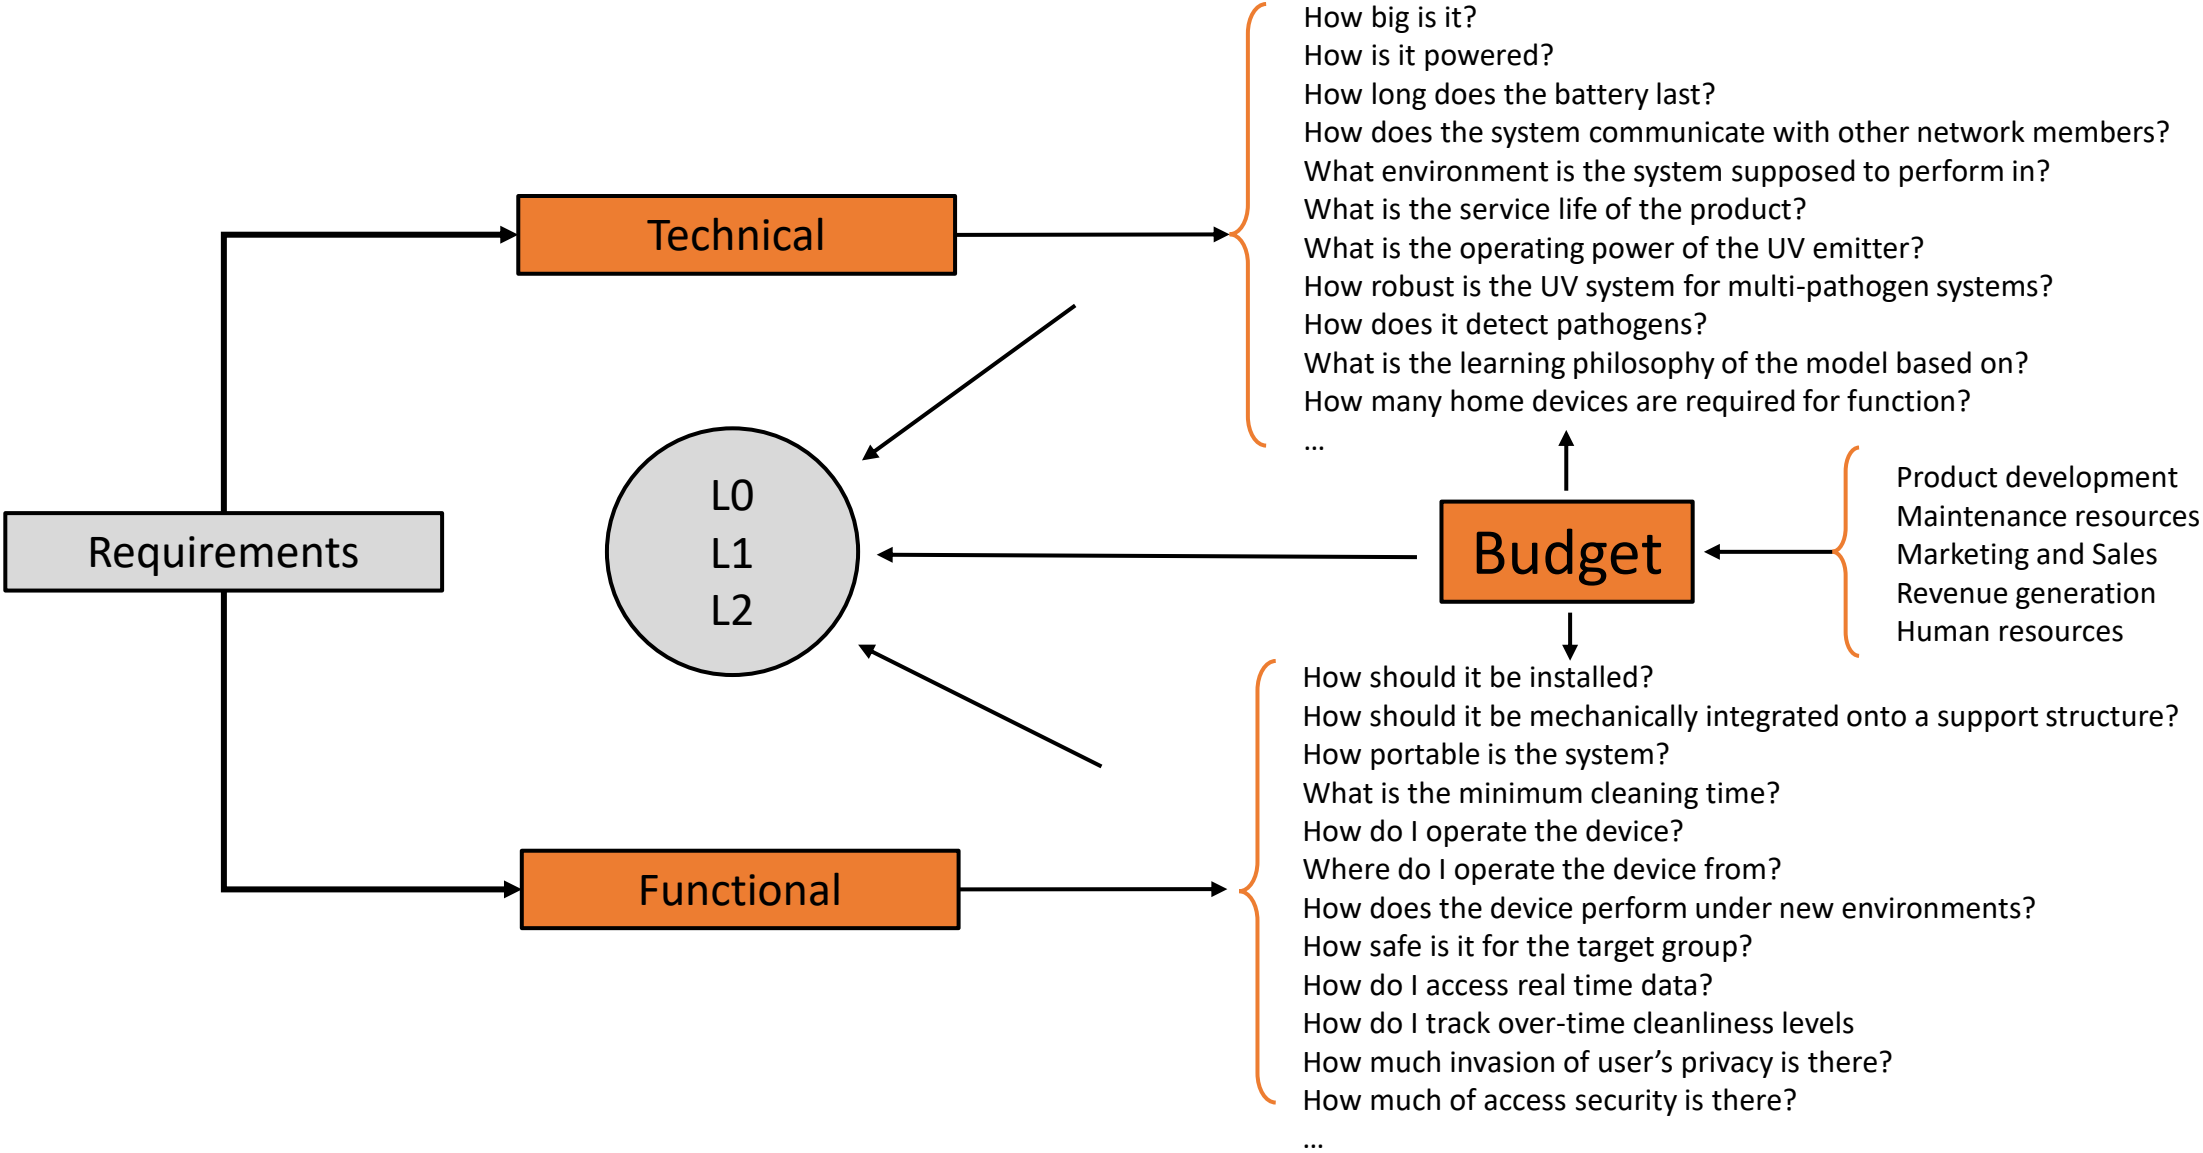 How big is it?
How is it powered?
How long does the battery last?
How does the system communicate with other network members?
What environment is the system supposed to perform in?
What is the service life of the product?
What is the operating power of the UV emitter?
How robust is the UV system for multi-pathogen systems?
How does it detect pathogens?
What is the learning philosophy of the model based on?
How many home devices are required for function?
...
Technical
Requirements
L0
L1
L2
Budget
Product development
Maintenance resources
Marketing and Sales
Revenue generation
Human resources
Functional
How should it be installed?
How should it be mechanically integrated onto a support structure?
How portable is the system?
What is the minimum cleaning time?
How do I operate the device?
Where do I operate the device from?
How does the device perform under new environments?
How safe is it for the target group?
How do I access real time data?
How do I track over-time cleanliness levels
How much invasion of user’s privacy is there?
How much of access security is there?
...